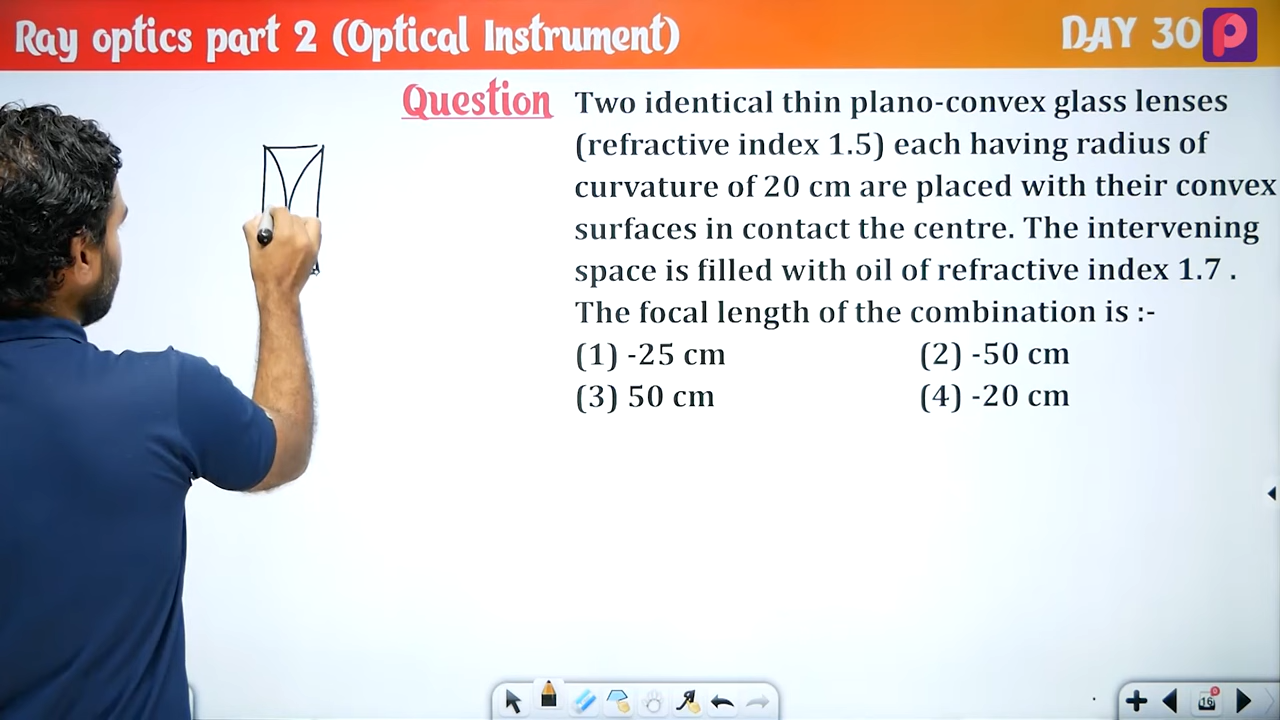 Ray optics part 2 (Optical Instrument)
DAY 30
Question
Two identical thin plano-convex glass lenses
(refractive index 1.5) each having radius of
curvature of 20 cm are placed with their convex
surfaces in contact the centre. The intervening
space is filled with oil of refractive index 1.7 .
The focal length of the combination is :-
(1) -25 cm (2) -50 cm
(3) 50 cm (4) -20 cm
16